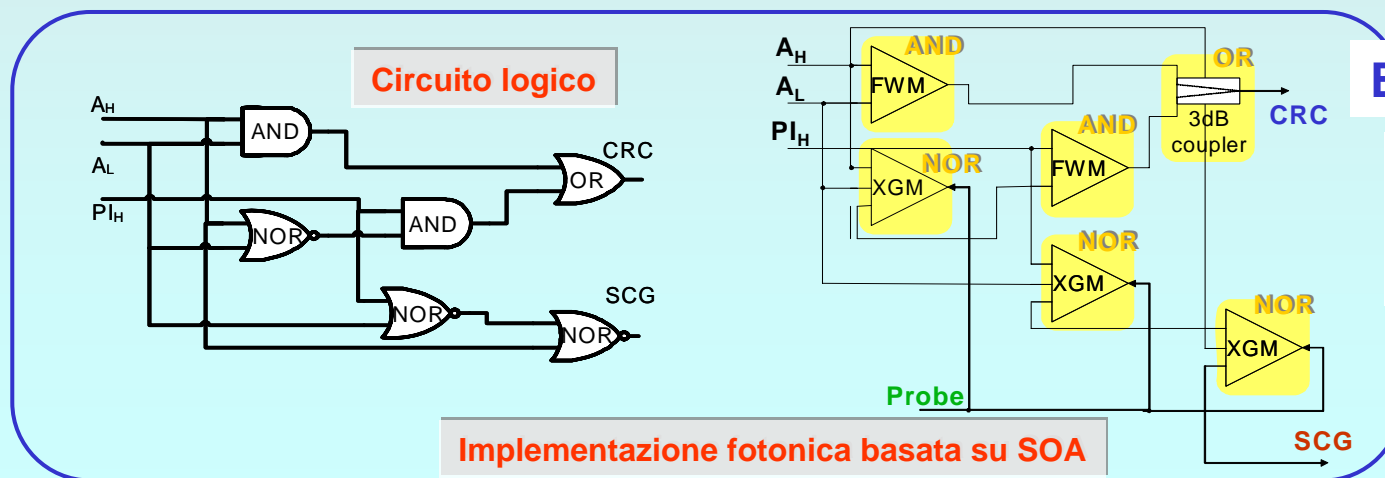 Circuito logico
AH
AL
PIH
AND
NOR
AND
OR
CRC
NOR
NOR
SCG
AH
AL
PIH
AND
FWM
NOR
XGM
AND
FWM
OR
3dB
coupler
CRC
NOR
XGM
NOR
XGM
Probe
SCG
Implementazione fotonica basata su SOA
E